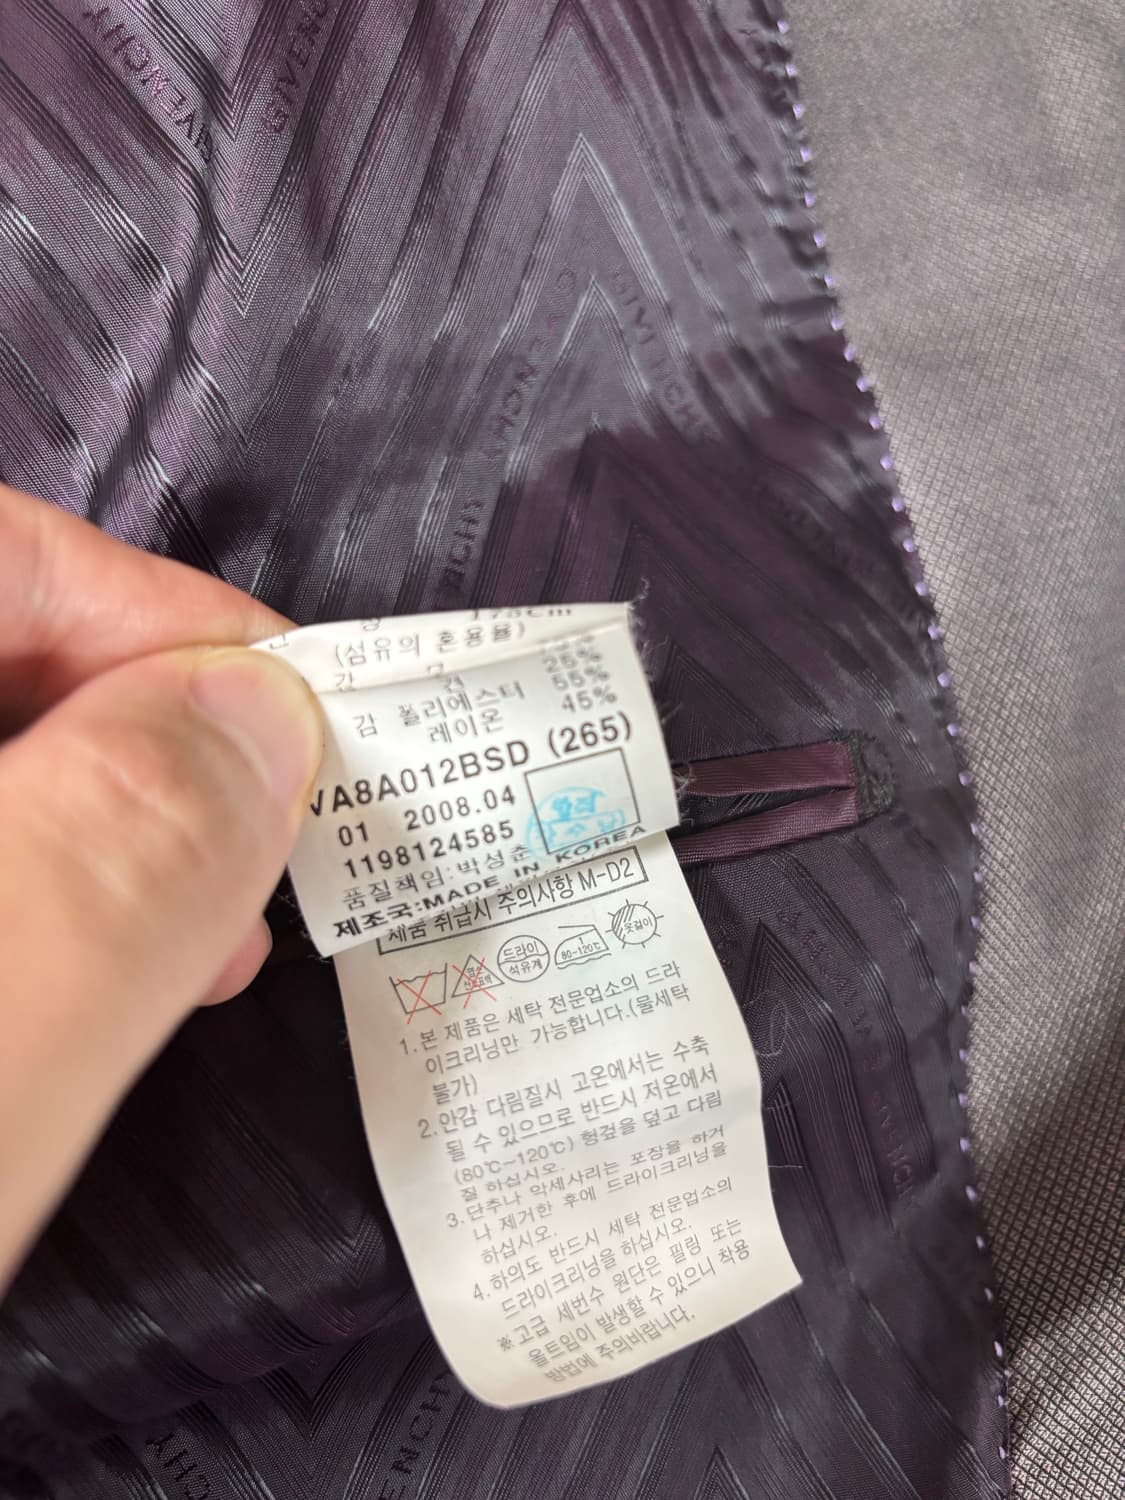 GIVENCHY
GIVENCHY
GIVENCHY
175cm
(섬유의 혼용률)
25%
55%
감 폴리에스터 45%
레이온
VA8A012BSD (265)
01 2008.04
1198124585
품질책임:박성춘
제조국:MADE IN KOREA
제품 취급시 주의사항 M-D2
드라이
석유계
80~120℃
옷걸이
1.본 제품은 세탁 전문업소의 드라
이크리닝만 가능합니다.(물세탁
불가)
2.안감 다림질시 고온에서는 수축
될 수 있으므로 반드시 저온에서
(80℃~120℃) 헝겊을 덮고 다림
질 하십시오.
3.단추나 악세사리는 포장을 하거
나 제거한 후에 드라이크리닝을
하십시오.
4.하의도 반드시 세탁 전문업소의
드라이크리닝을 하십시오.
※고급 세번수 원단은 필링 또는
올트임이 발생할 수 있으니 착용
방법에 주의바랍니다.